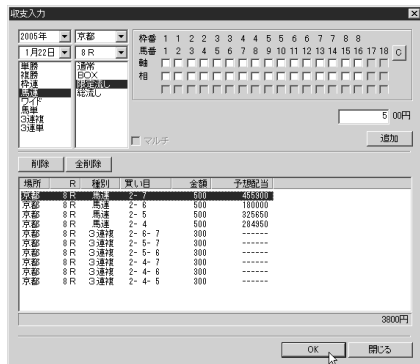 収支入力
2005年 京都
1月22日 8R
枠番 1 1 2 2 3 3 4 4 5 5 6 6 7 7 8 8
馬番 1 2 3 4 5 6 7 8 9 10 11 12 13 14 15 16 17 18 C
軸
相
単勝
複勝
枠連
馬連
ワイド
馬単
3連複
3連単
通常
BOX
限定流し
総流し
5 00円
マルチ
追加
削除 全削除
場所 R 種別 買い目 金額 予想配当
京都 8R 馬連 2- 7 500
京都 8R 馬連 2- 6 500 180000
京都 8R 馬連 2- 5 500 325650
京都 8R 馬連 2- 4 500 284950
京都 8R 3連複 2- 6- 7 300 ------
京都 8R 3連複 2- 5- 7 300 ------
京都 8R 3連複 2- 5- 6 300 ------
京都 8R 3連複 2- 4- 7 300 ------
京都 8R 3連複 2- 4- 6 300 ------
京都 8R 3連複 2- 4- 5 300 ------
3800円
OK 閉じる